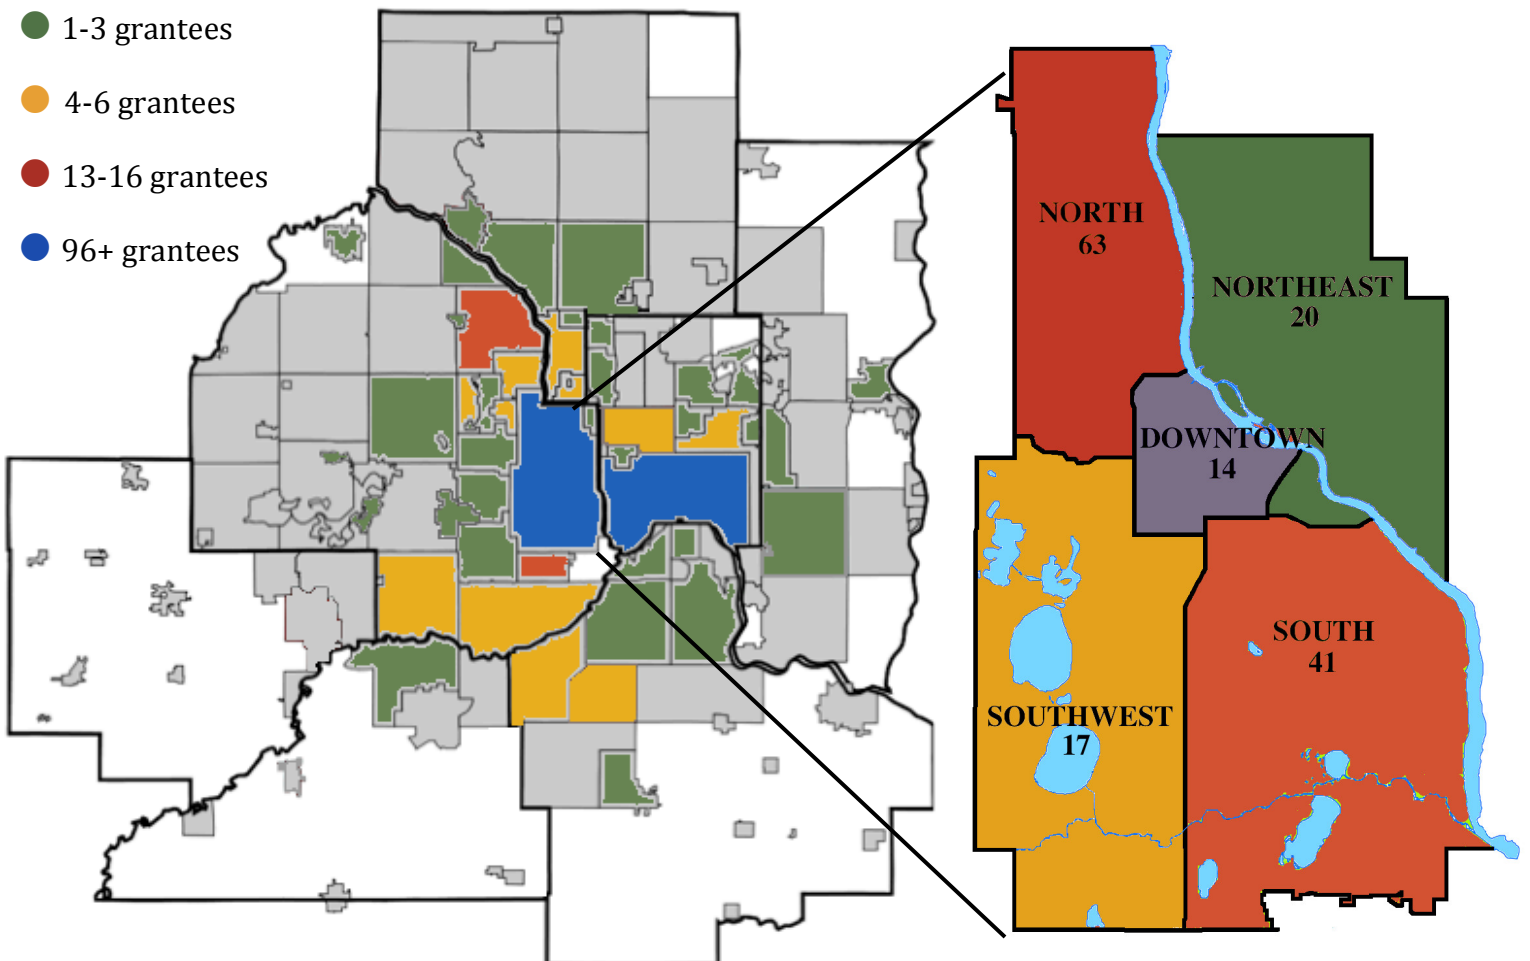 1-3 grantees
4-6 grantees
13-16 grantees
96+ grantees
NORTH
63
NORTHEAST
20
DOWNTOWN
14
SOUTH
41
SOUTHWEST
17